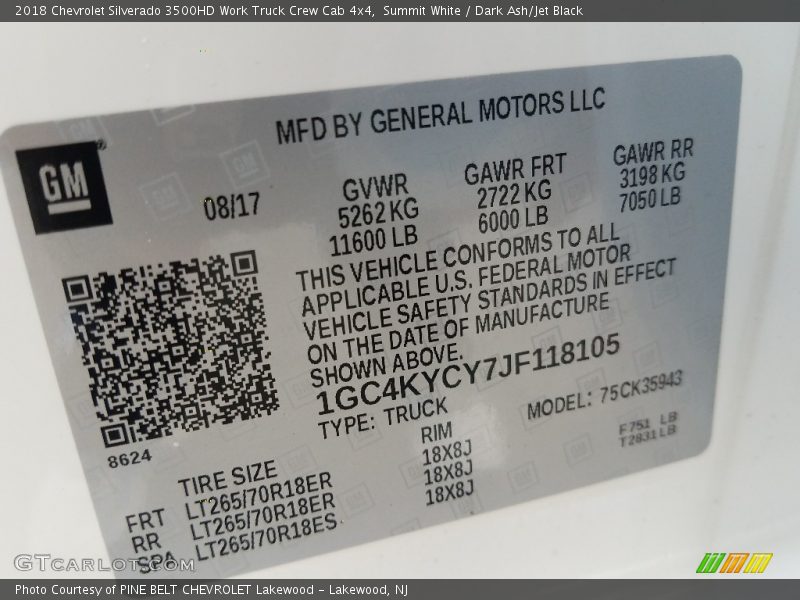 2018 Chevrolet Silverado 3500HD Work Truck Crew Cab 4x4, Summit White / Dark Ash/Jet Black
MFD BY GENERAL MOTORS LLC
GM®
08/17
GVWR
5262 KG
11600 LB
GAWR FRT
2722 KG
6000 LB
GAWR RR
3198 KG
7050 LB
THIS VEHICLE CONFORMS TO ALL
APPLICABLE U.S. FEDERAL MOTOR
VEHICLE SAFETY STANDARDS IN EFFECT
ON THE DATE OF MANUFACTURE
SHOWN ABOVE.
1GC4KYCY7JF118105
TYPE: TRUCK
MODEL: 75CK35943
8624
F751 LB
T2831LB
TIRE SIZE
RIM
FRT LT265/70R18ER 18X8J
RR LT265/70R18ER 18X8J
SPA LT265/70R18ES 18X8J
GTCarLot.com
Photo Courtesy of PINE BELT CHEVROLET Lakewood - Lakewood, NJ